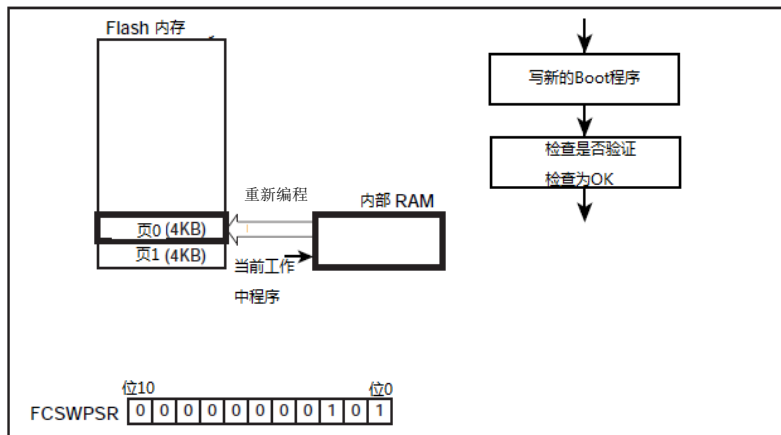 Flash 内存
写新的Boot程序
检查是否验证
检查为OK
重新编程
内部 RAM
页0 (4KB)
页1 (4KB)
当前工作
中程序
位10
位0
FCSWPSR 0 0 0 0 0 0 0 0 1 0 1